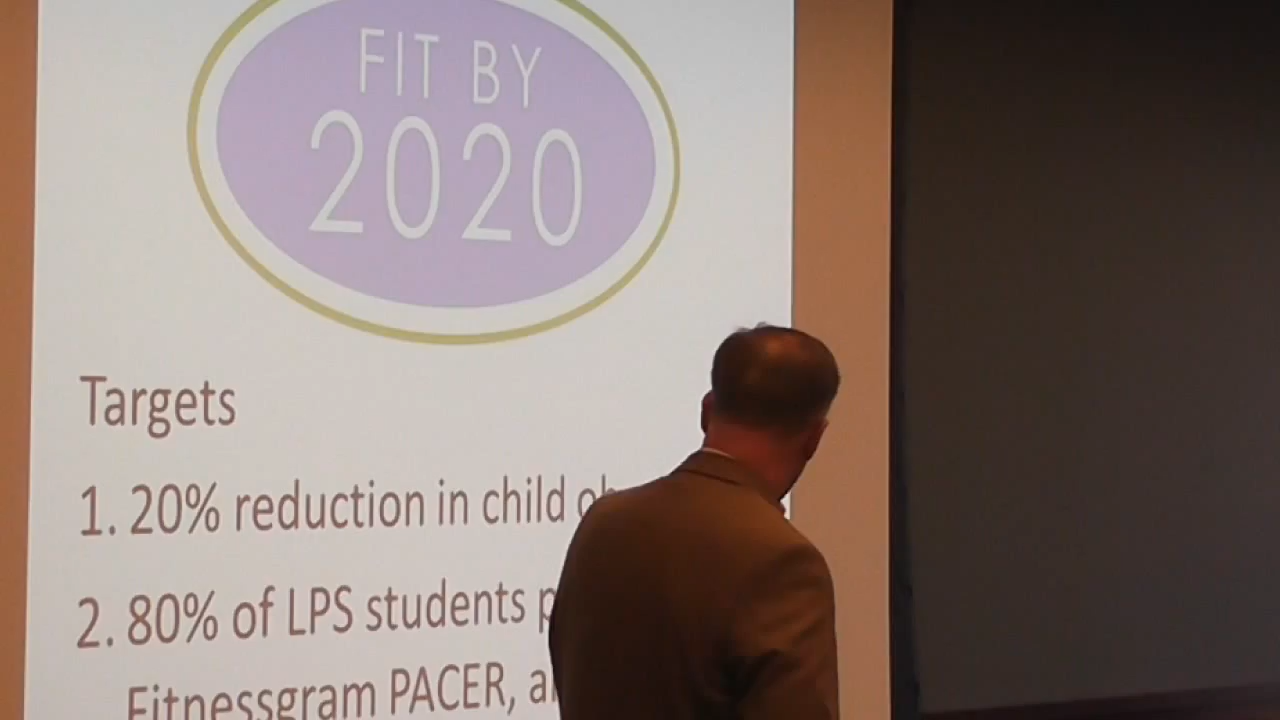 FIT BY
2020
Targets
1. 20% reduction in child
2. 80% of LPS students
Fitnessgram PACER,